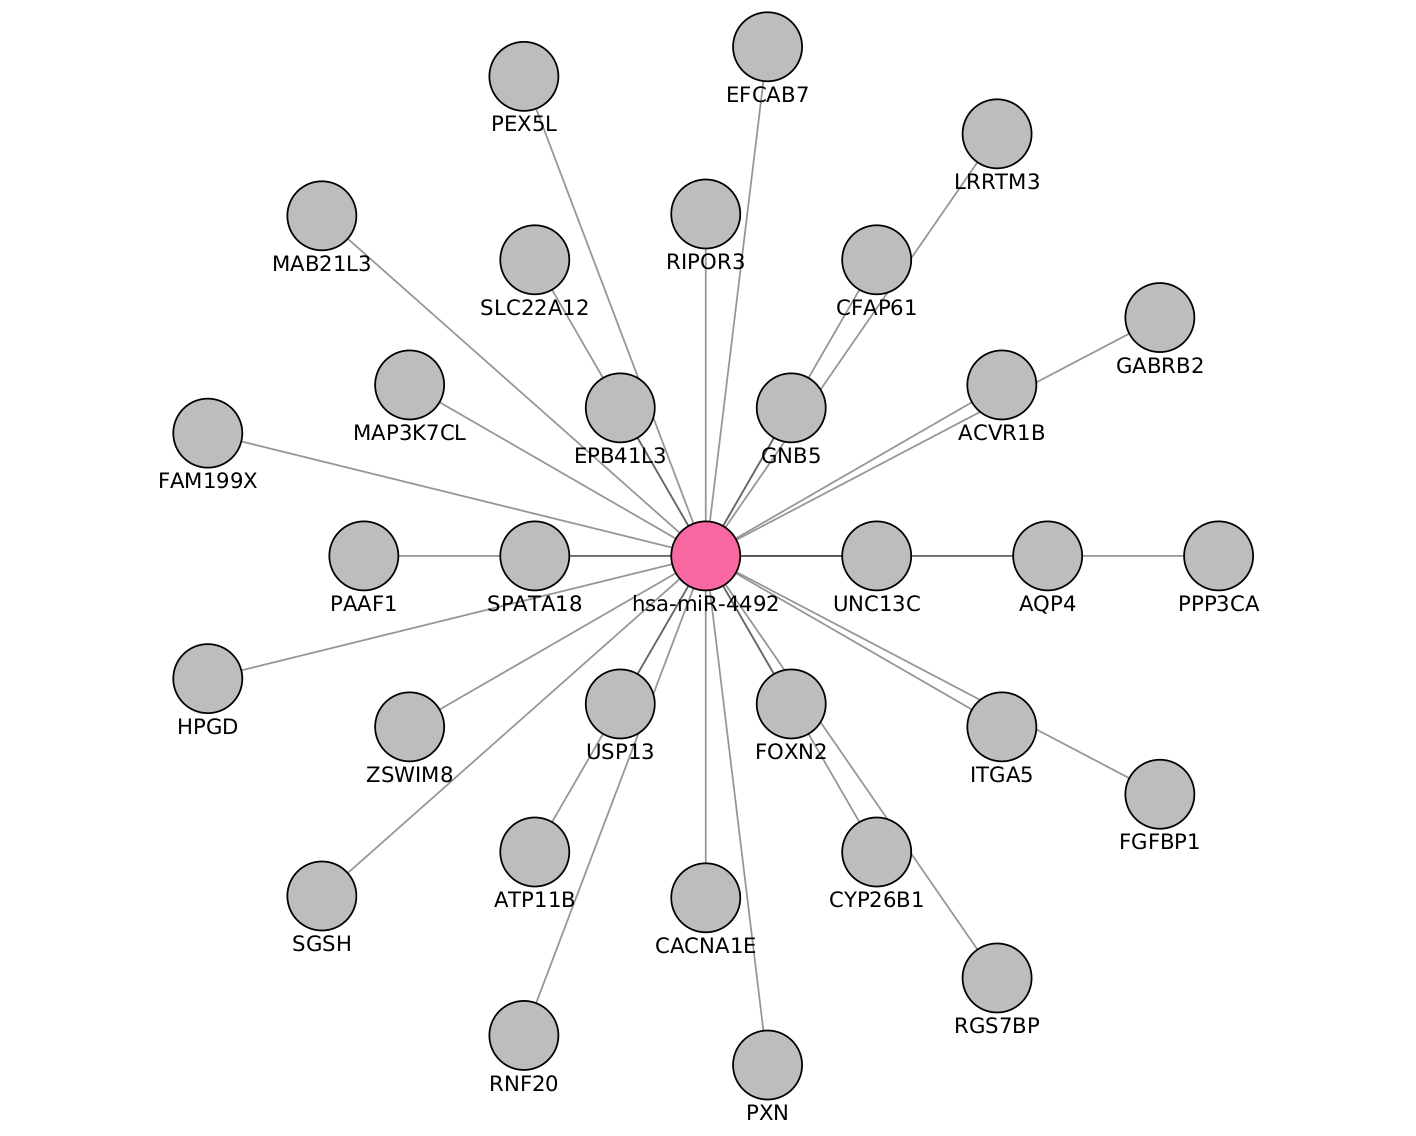 EFCAB7
PEX5L
LRRTM3
MAB21L3
RIPOR3
SLC22A12
CFAP61
GABRB2
MAP3K7CL
ACVR1B
EPB41L3
GNB5
FAM199X
PAAF1
SPATA18
hsa-miR-4492
UNC13C
AQP4
PPP3CA
HPGD
USP13
FOXN2
ZSWIM8
ITGA5
FGFBP1
ATP11B
CYP26B1
SGSH
CACNA1E
RGS7BP
RNF20
PXN